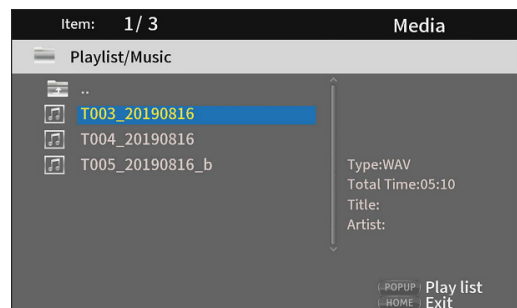 Item: 1/ 3 Media
Playlist/Music
..
T003_20190816
T004_20190816
T005_20190816_b
Type:WAV
Total Time:05:10
Title:
Artist:
POPUP Play list
HOME Exit